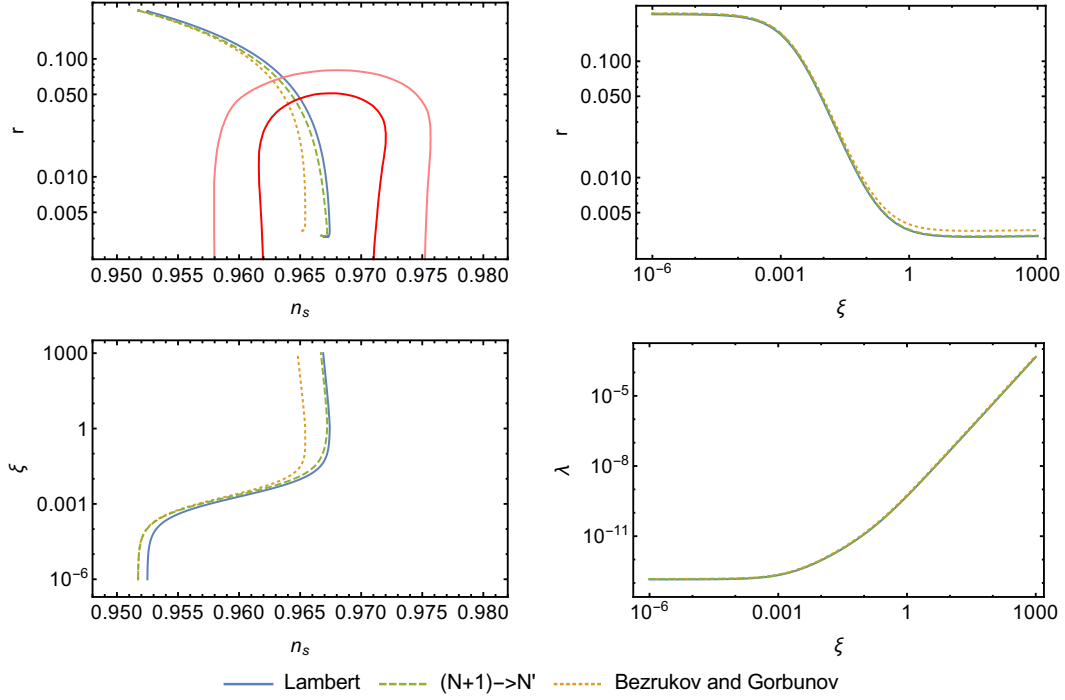 0.100
0.050
0.010
0.005
r
0.950 0.955 0.960 0.965 0.970 0.975 0.980
n_s
0.100
0.050
0.010
0.005
r
10⁻⁶ 0.001 1 1000
ξ
1000
1
0.001
10⁻⁶
ξ
0.950 0.955 0.960 0.965 0.970 0.975 0.980
n_s
10⁻⁵
10⁻⁸
10⁻¹¹
λ
10⁻⁶ 0.001 1 1000
ξ
Lambert (N+1)->N' Bezrukov and Gorbunov